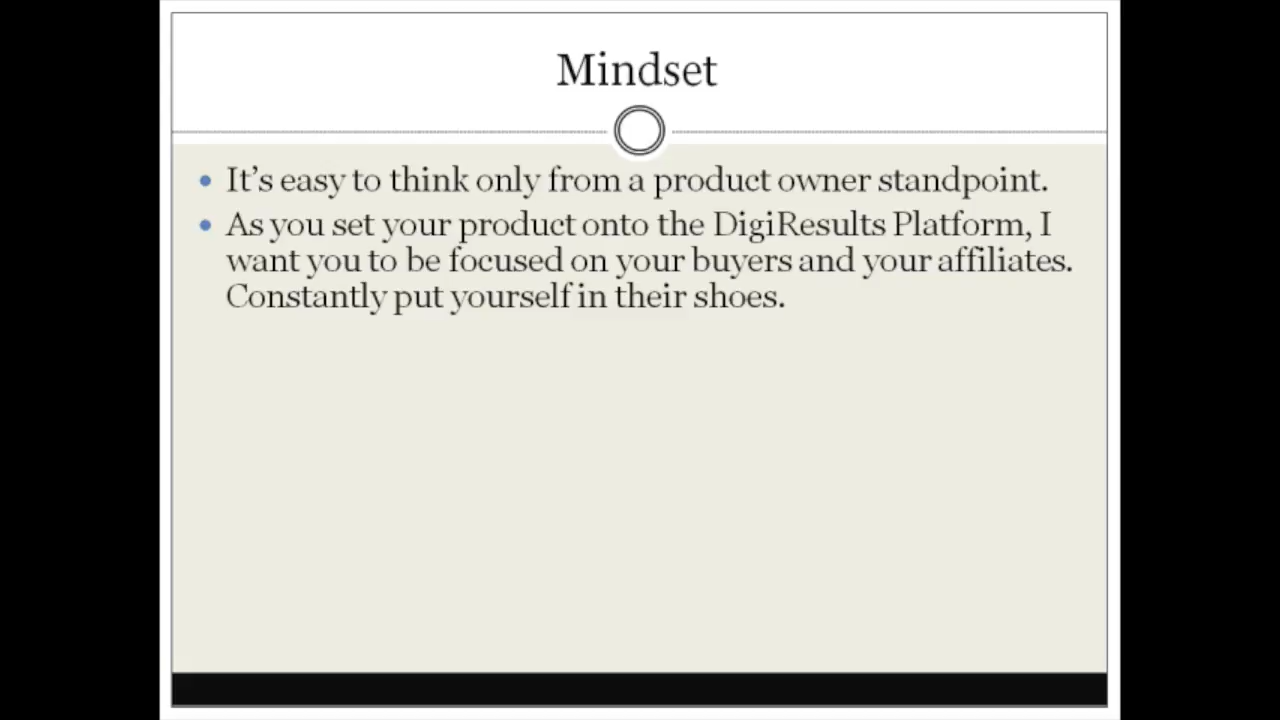 Mindset
• It's easy to think only from a product owner standpoint.
• As you set your product onto the DigiResults Platform, I
want you to be focused on your buyers and your affiliates.
Constantly put yourself in their shoes.